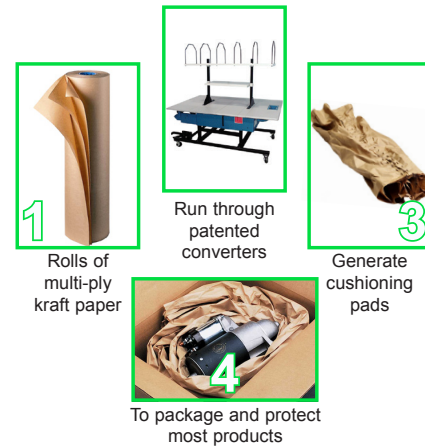 1
Rolls of
multi-ply
kraft paper
Run through
patented
converters
3
Generate
cushioning
pads
4
To package and protect
most products